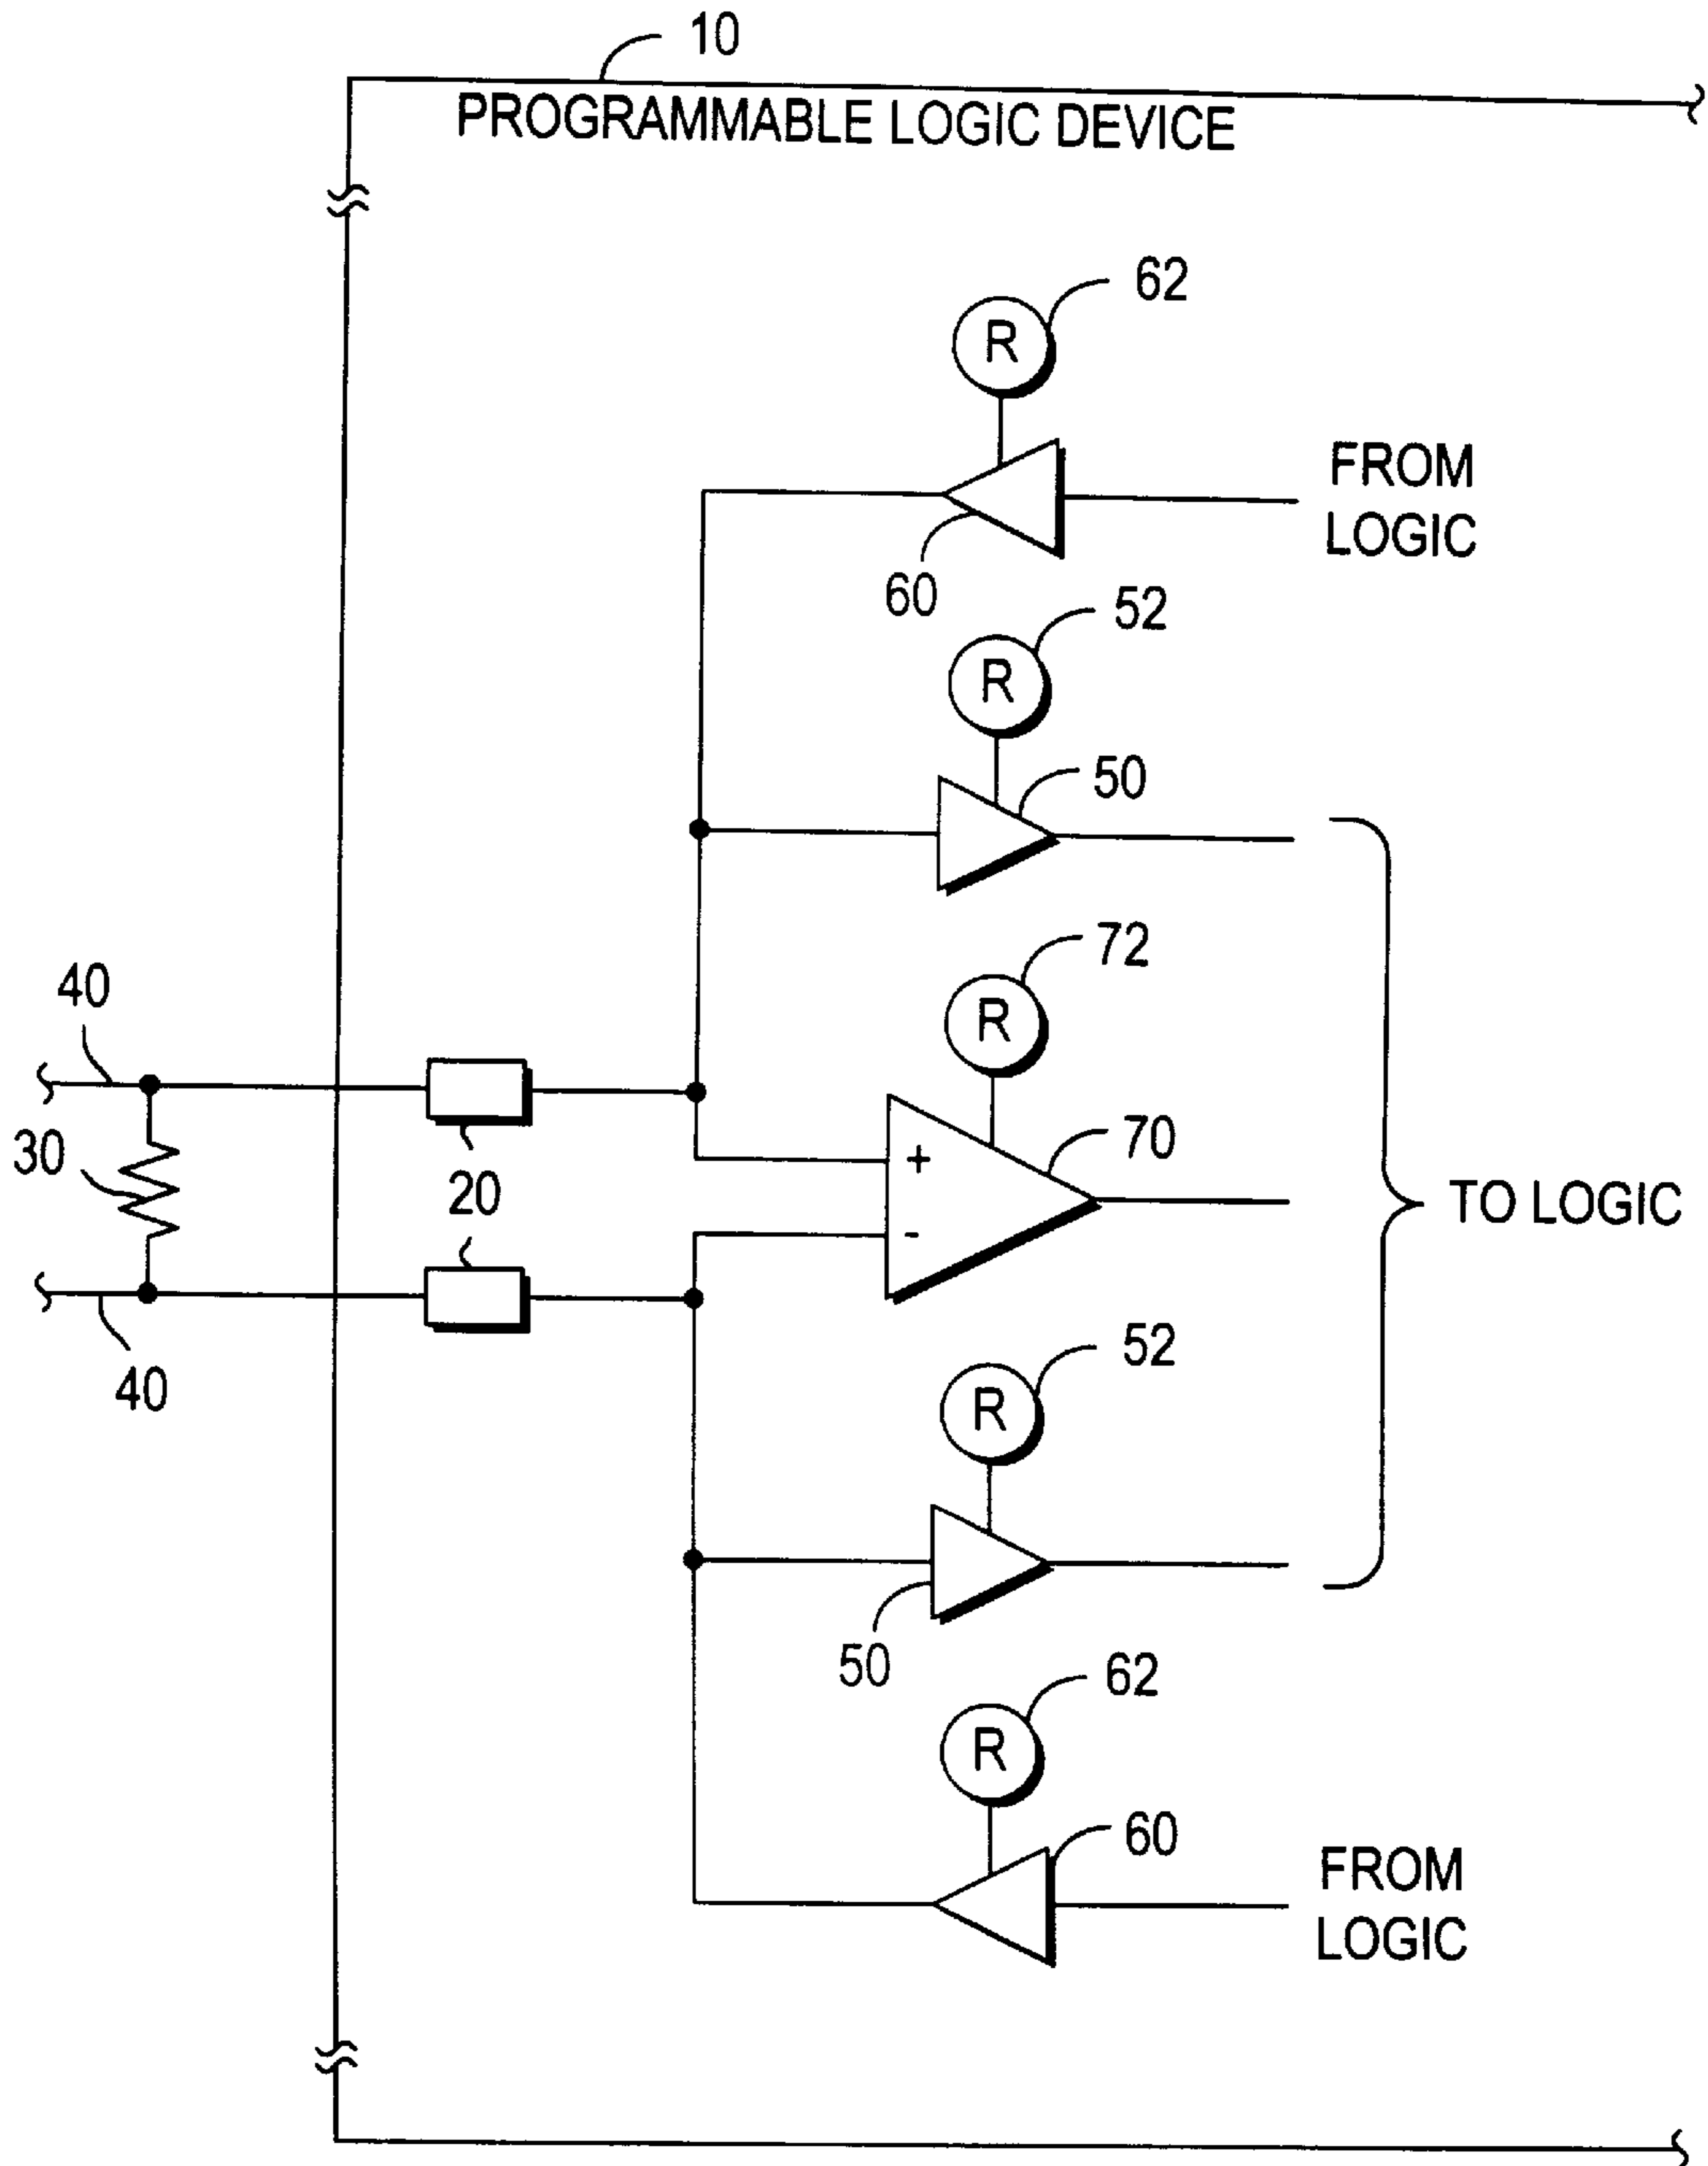 10
PROGRAMMABLE LOGIC DEVICE
62
R
FROM
LOGIC
60
52
R
50
72
R
40
+
70
30
20
TO LOGIC
-
40
52
R
50
62
R
60
FROM
LOGIC